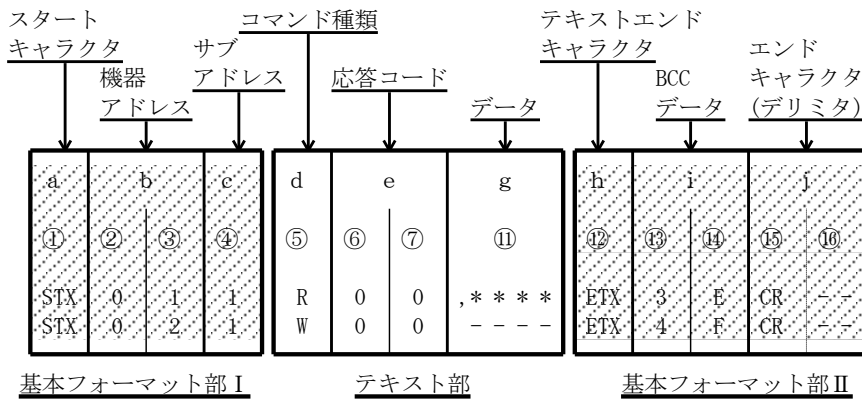 スタート
キャラクタ
機器
アドレス
サブ
アドレス
コマンド種類
応答コード
データ
テキストエンド
キャラクタ
BCC
データ
エンド
キャラクタ
(デリミタ)
a b c d e g h i j
① ② ③ ④ ⑤ ⑥ ⑦ ⑪ ⑫ ⑬ ⑭ ⑮ ⑯
STX 0 1 1 R 0 0 ,**** ETX 3 E CR --
STX 0 2 1 W 0 0 ---- ETX 4 F CR --
基本フォーマット部Ⅰ テキスト部 基本フォーマット部Ⅱ